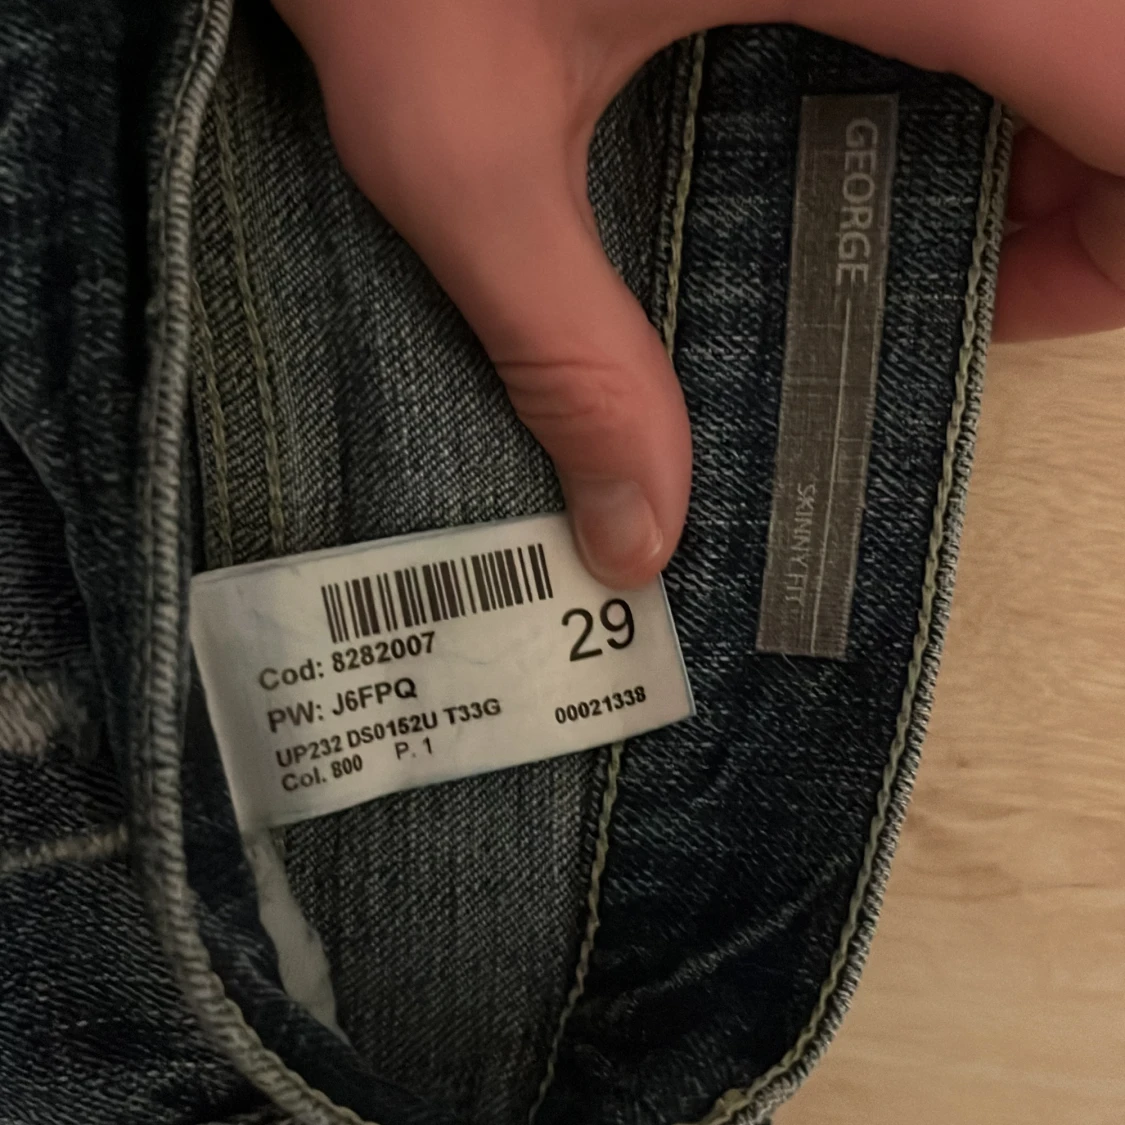 Cod: 8282007
29
PW: J6FPQ
UP232 DS0152U T33G
00021338
Col. 800 P. 1
GEORGE
SKINNY FIT